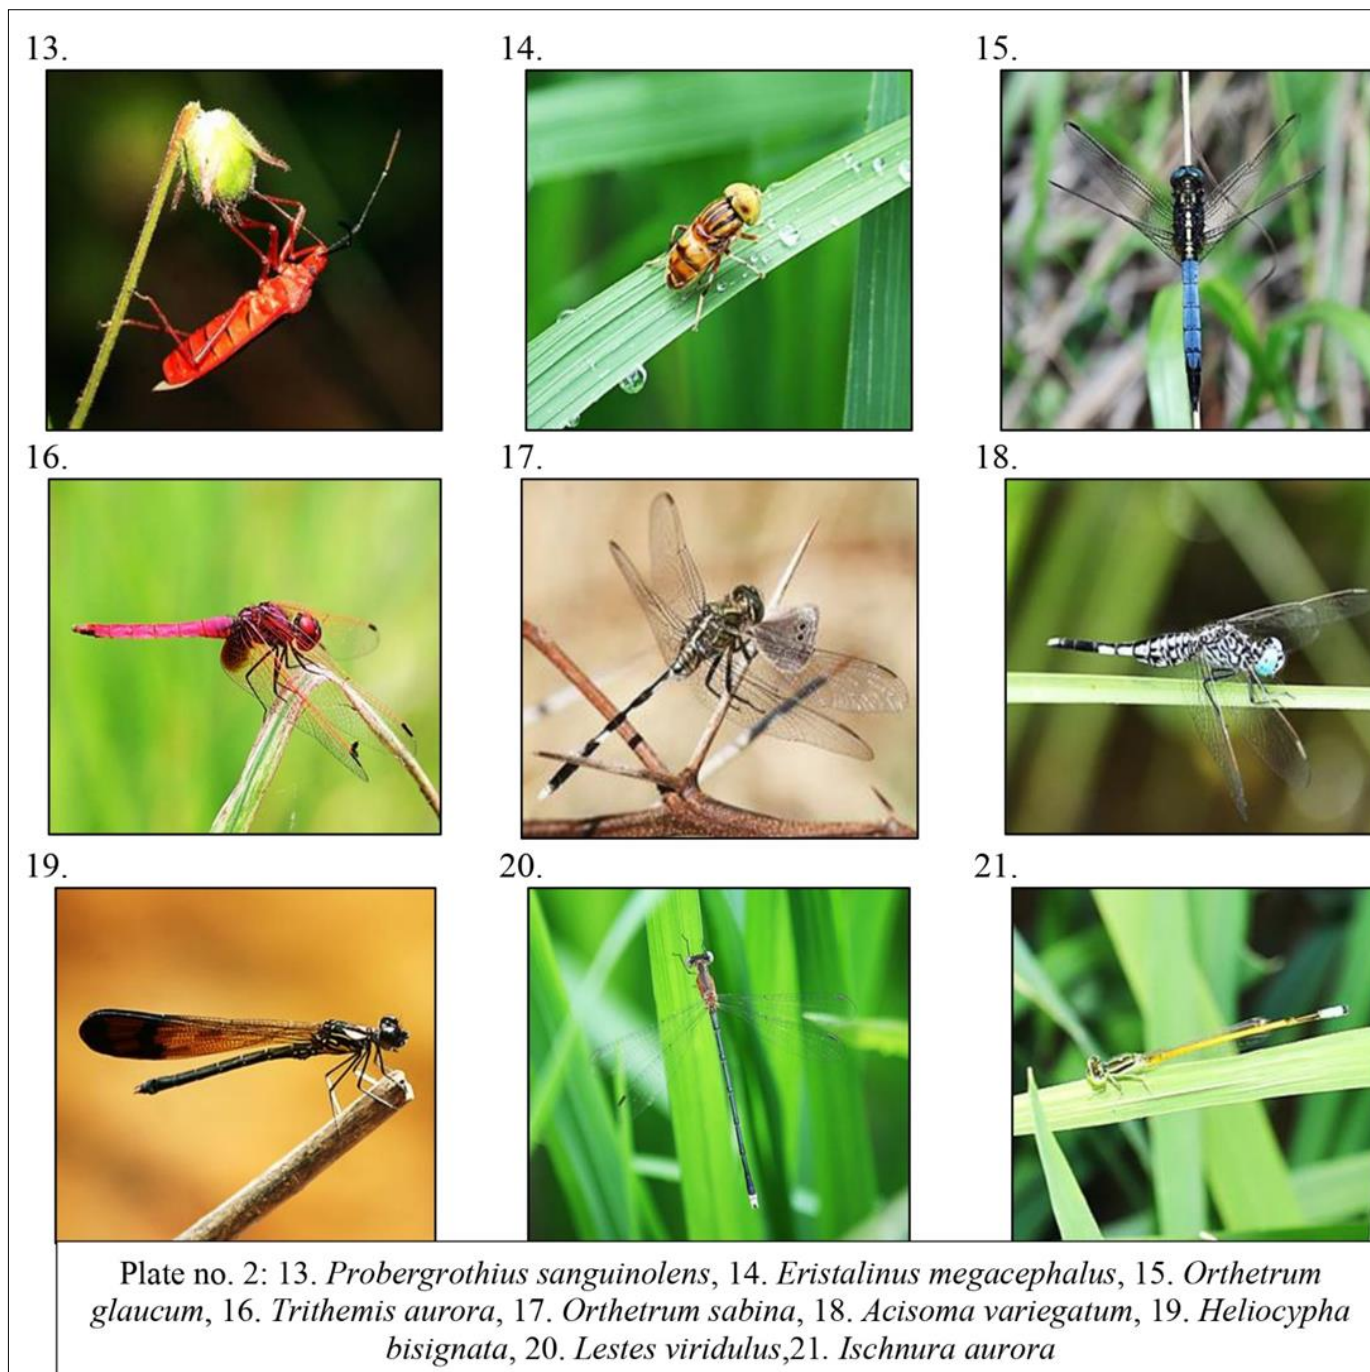 13. 14. 15.
16. 17. 18.
19. 20. 21.
Plate no. 2: 13. Probergrothius sanguinolens, 14. Eristalinus megacephalus, 15. Orthetrum
glaucum, 16. Trithemis aurora, 17. Orthetrum sabina, 18. Acisoma variegatum, 19. Heliocypha
bisignata, 20. Lestes viridulus,21. Ischnura aurora